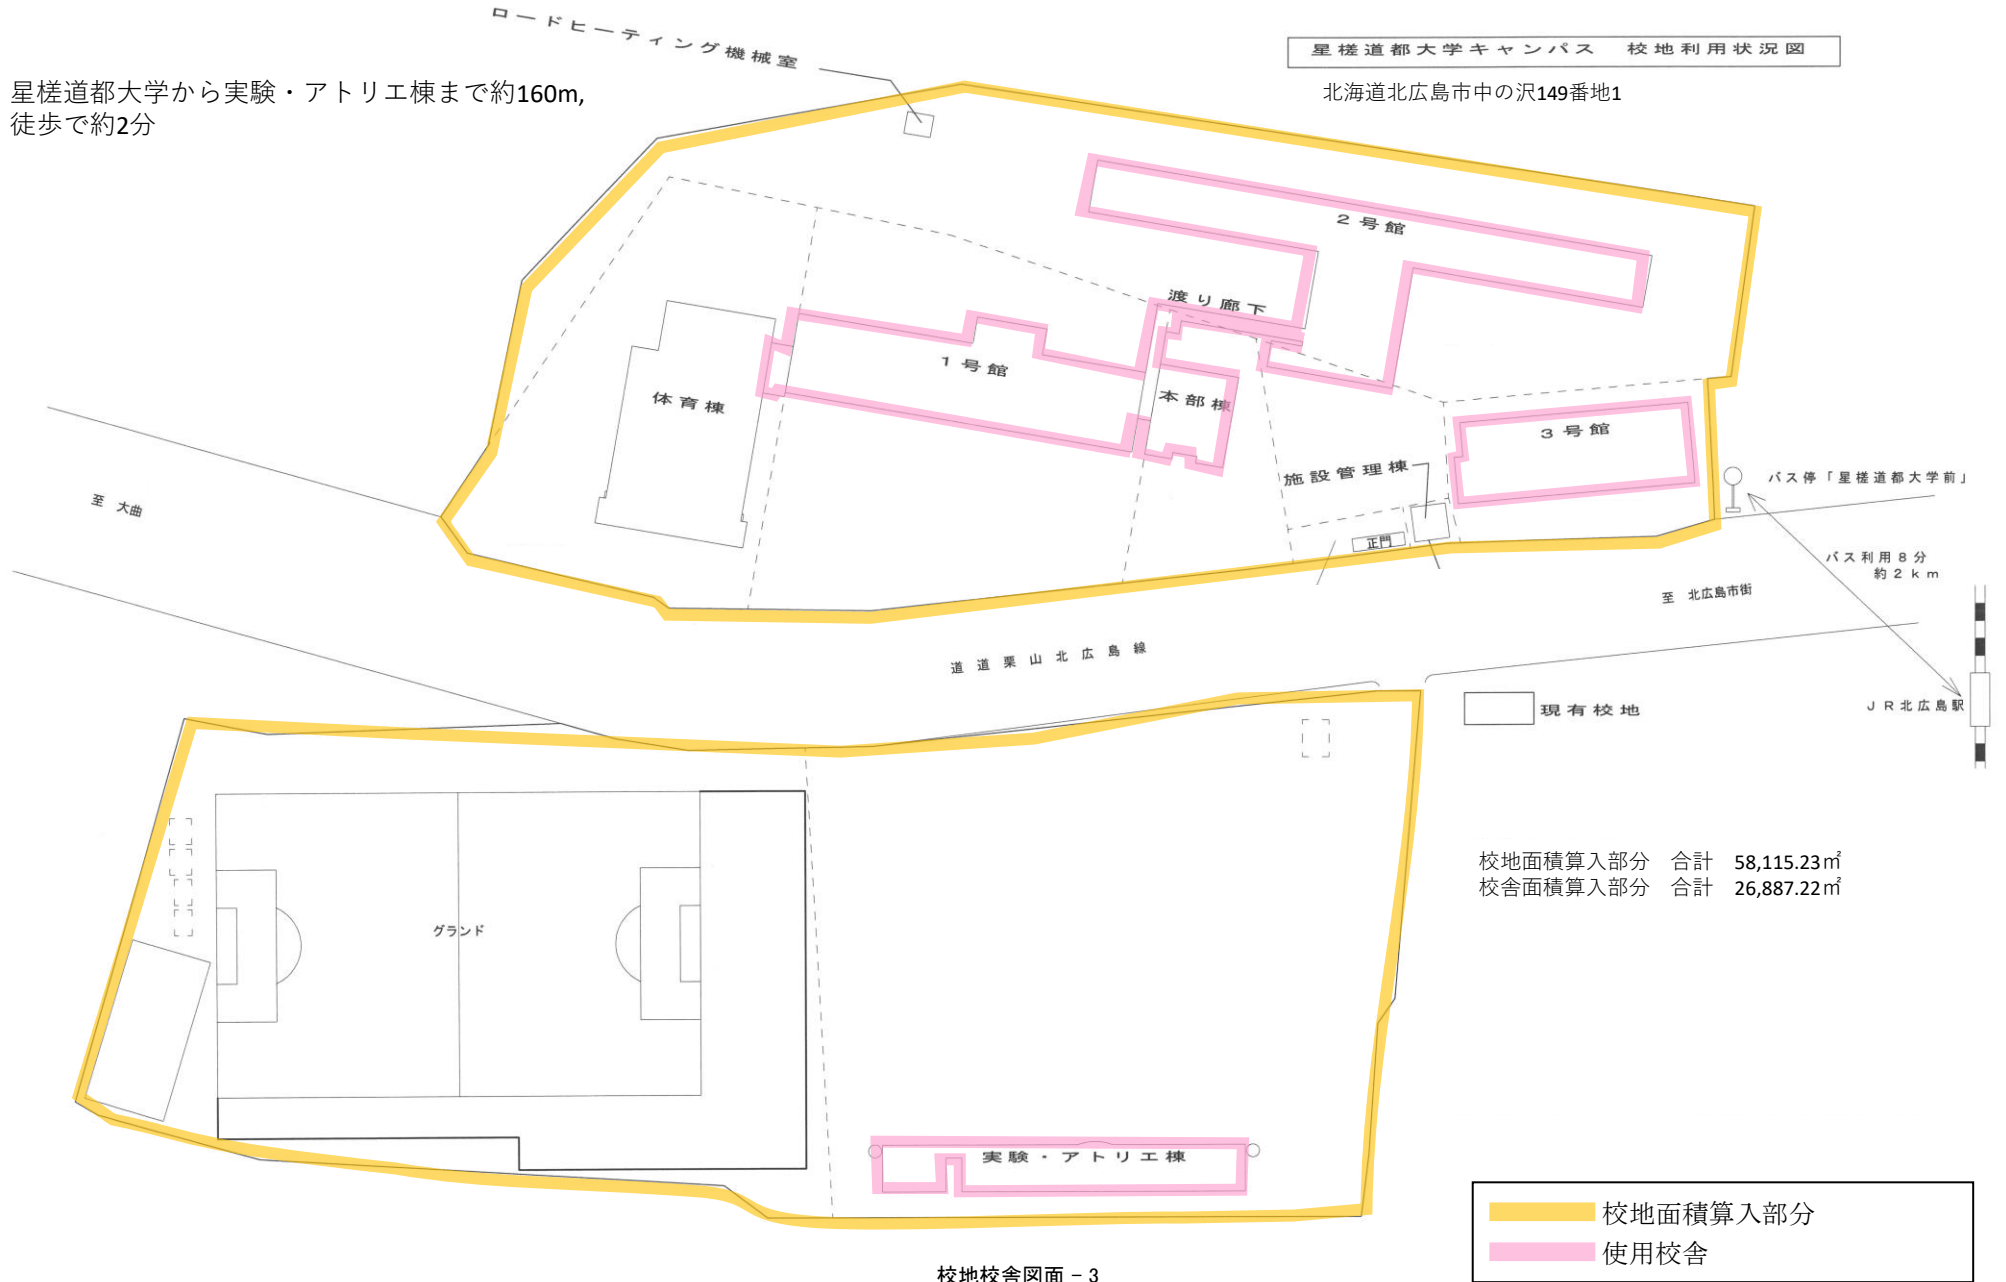 ロードヒーティング機械室
星槎道都大学キャンパス　校地利用状況図
北海道北広島市中の沢149番地1
星槎道都大学から実験・アトリエ棟まで約160m,
徒歩で約2分
2号館
渡り廊下
1号館
体育棟
本部棟
3号館
施設管理棟
正門
バス停「星槎道都大学前」
至　大曲
バス利用8分
約2km
至　北広島市街
道道栗山北広島線
現有校地
JR北広島駅
校地面積算入部分　合計　58,115.23㎡
校舎面積算入部分　合計　26,887.22㎡
グランド
実験・アトリエ棟
校地面積算入部分
使用校舎
校地校舎図面－3